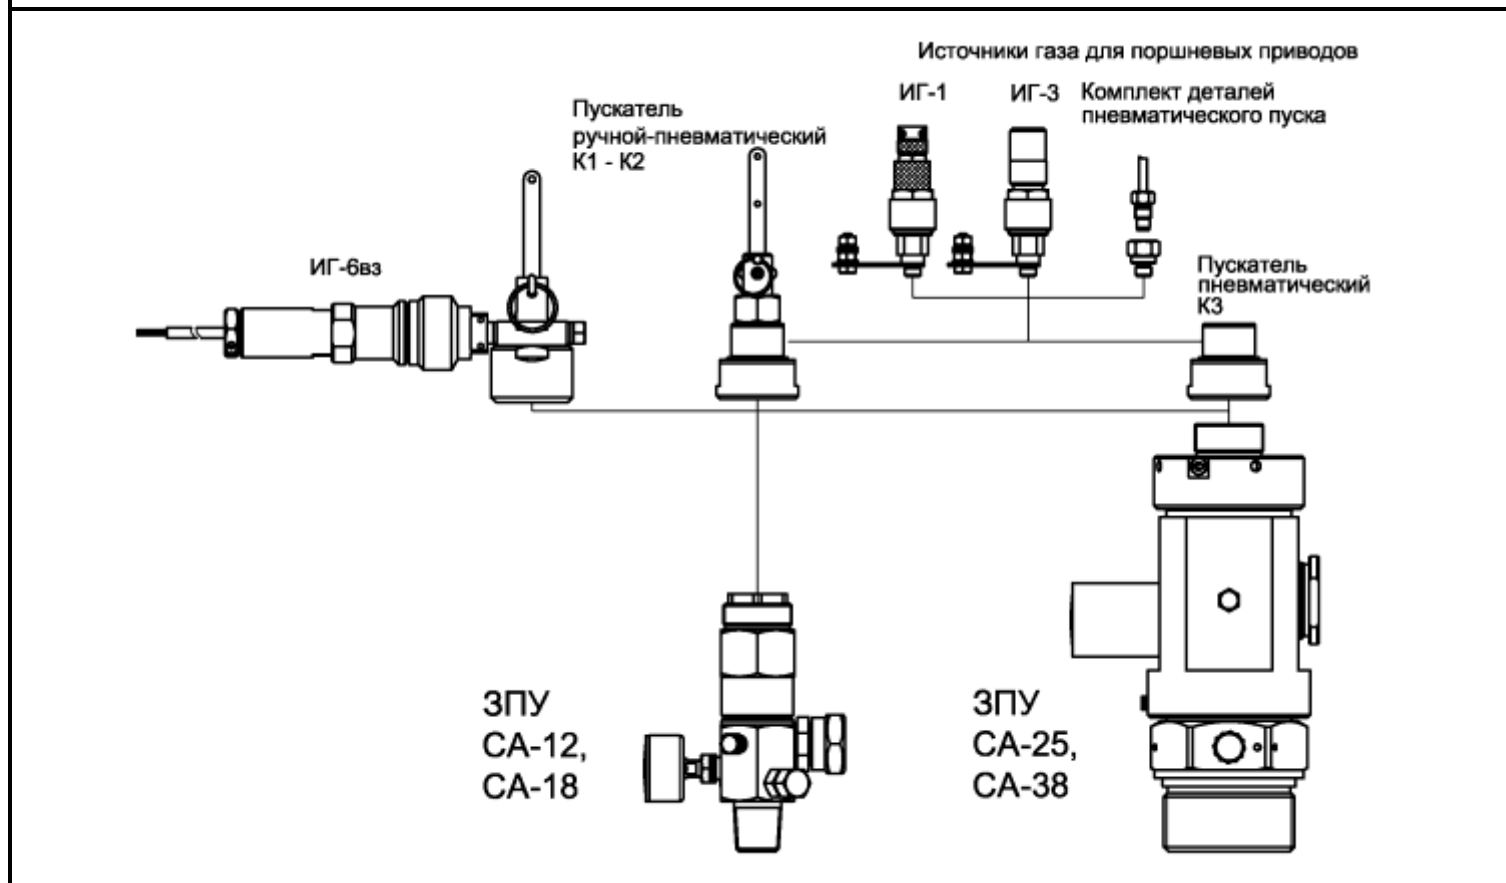 Источники газа для поршневых приводов
ИГ-1
ИГ-3
Комплект деталей
пневматического пуска
Пускатель
ручной-пневматический
К1 - К2
ИГ-6вз
Пускатель
пневматический
К3
ЗПУ
СА-12,
СА-18
ЗПУ
СА-25,
СА-38